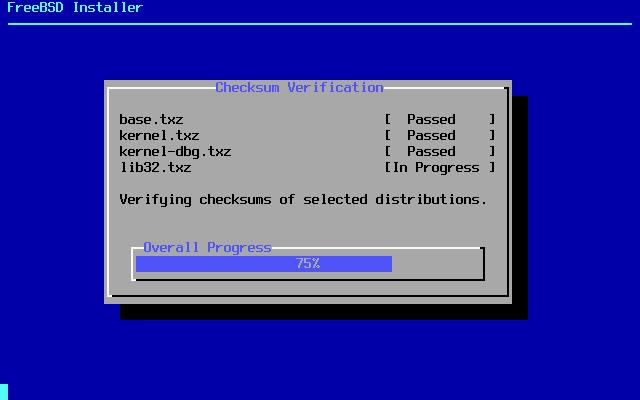 FreeBSD Installer
Checksum Verification
base.txz [ Passed ]
kernel.txz [ Passed ]
kernel-dbg.txz [ Passed ]
lib32.txz [In Progress ]
Verifying checksums of selected distributions.
Overall Progress
75%